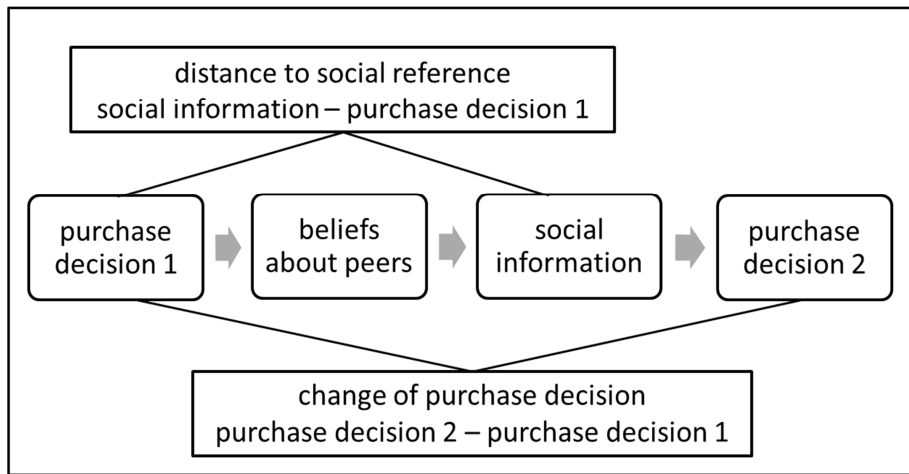 distance to social reference
social information – purchase decision 1
purchase
decision 1
beliefs
about peers
social
information
purchase
decision 2
change of purchase decision
purchase decision 2 – purchase decision 1